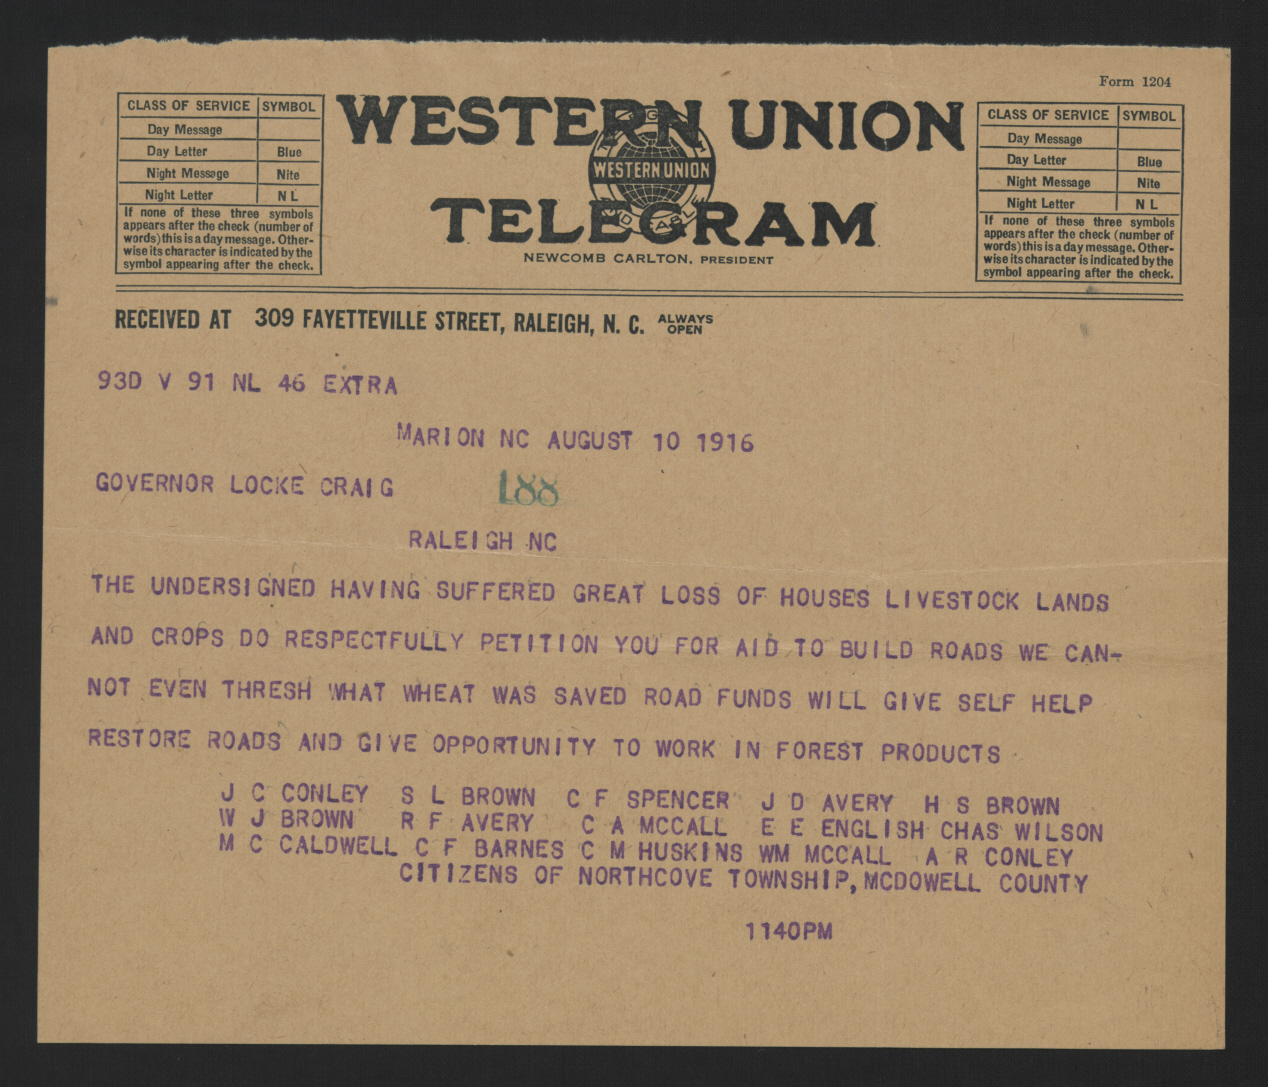 Form 1204
CLASS OF SERVICE SYMBOL
Day Message
Day Letter Blue
Night Message Nite
Night Letter N L
If none of these three symbols
appears after the check (number of
words) this is a day message. Other-
wise its character is indicated by the
symbol appearing after the check.
WESTERN UNION
WESTERN UNION
TELEGRAM
NEWCOMB CARLTON, PRESIDENT
CLASS OF SERVICE SYMBOL
Day Message
Day Letter Blue
Night Message Nite
Night Letter N L
If none of these three symbols
appears after the check (number of
words) this is a day message. Other-
wise its character is indicated by the
symbol appearing after the check.
RECEIVED AT 309 FAYETTEVILLE STREET, RALEIGH, N. C. ALWAYS OPEN
93D V 91 NL 46 EXTRA
MARION NC AUGUST 10 1916
GOVERNOR LOCKE CRAIG 188
RALEIGH NC
THE UNDERSIGNED HAVING SUFFERED GREAT LOSS OF HOUSES LIVESTOCK LANDS
AND CROPS DO RESPECTFULLY PETITION YOU FOR AID TO BUILD ROADS WE CAN-
NOT EVEN THRESH WHAT WHEAT WAS SAVED ROAD FUNDS WILL GIVE SELF HELP
RESTORE ROADS AND GIVE OPPORTUNITY TO WORK IN FOREST PRODUCTS
J C CONLEY S L BROWN C F SPENCER J D AVERY H S BROWN
W J BROWN R F AVERY C A MCCALL E E ENGLISH CHAS WILSON
M C CALDWELL C F BARNES C M HUSKINS WM MCCALL A R CONLEY
CITIZENS OF NORTHCOVE TOWNSHIP, MCDOWELL COUNTY
1140PM